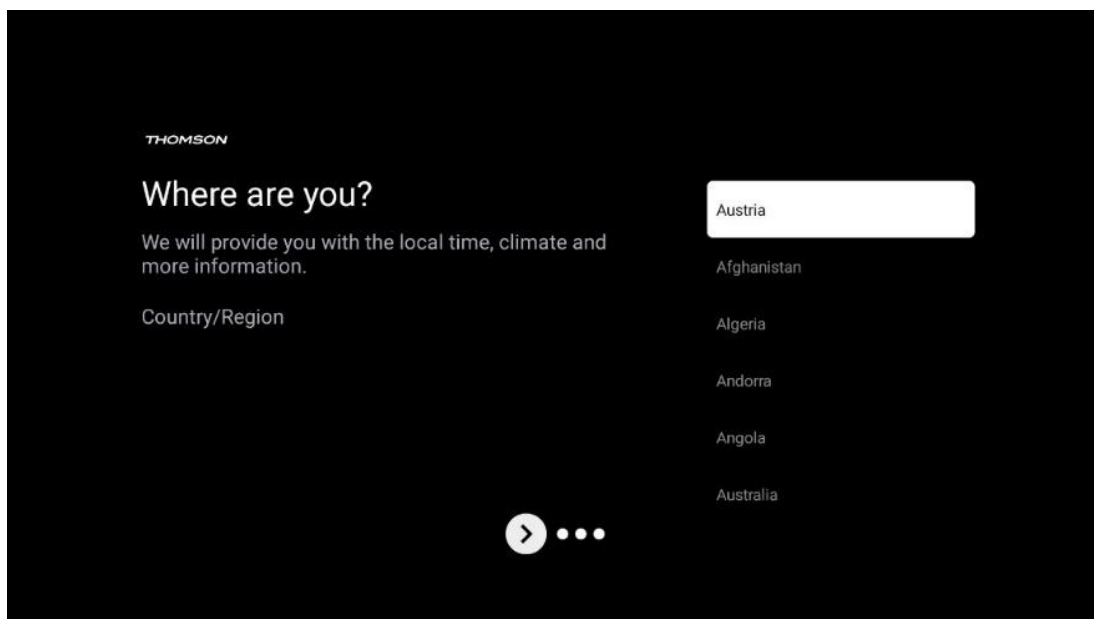 THOMSON
Where are you?
We will provide you with the local time, climate and
more information.
Country/Region
Austria
Afghanistan
Algeria
Andorra
Angola
Australia